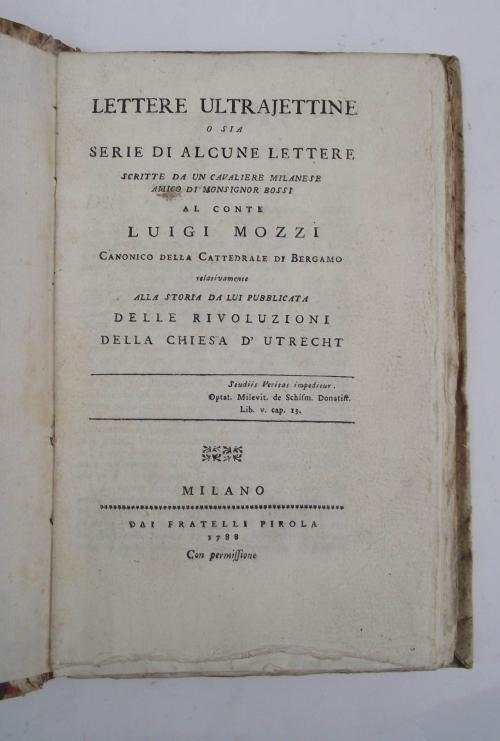 LETTERE ULTRAJETTINE
O SIA
SERIE DI ALCUNE LETTERE
SCRITTE DA UN CAVALIERE MILANESE
AMICO DI MONSIGNOR BOSSI
AL CONTE
LUIGI MOZZI
CANONICO DELLA CATTEDRALE DI BERGAMO
relativamente
ALLA STORIA DA LUI PUBBLICATA
DELLE RIVOLUZIONI
DELLA CHIESA D' UTRECHT
Studiis Veritas impeditur.
Optat. Milevit. de Schiſm. Donatiſt.
Lib. v. cap. 13.
MILANO
DAI FRATELLI PIROLA
1788
Con permiſſione